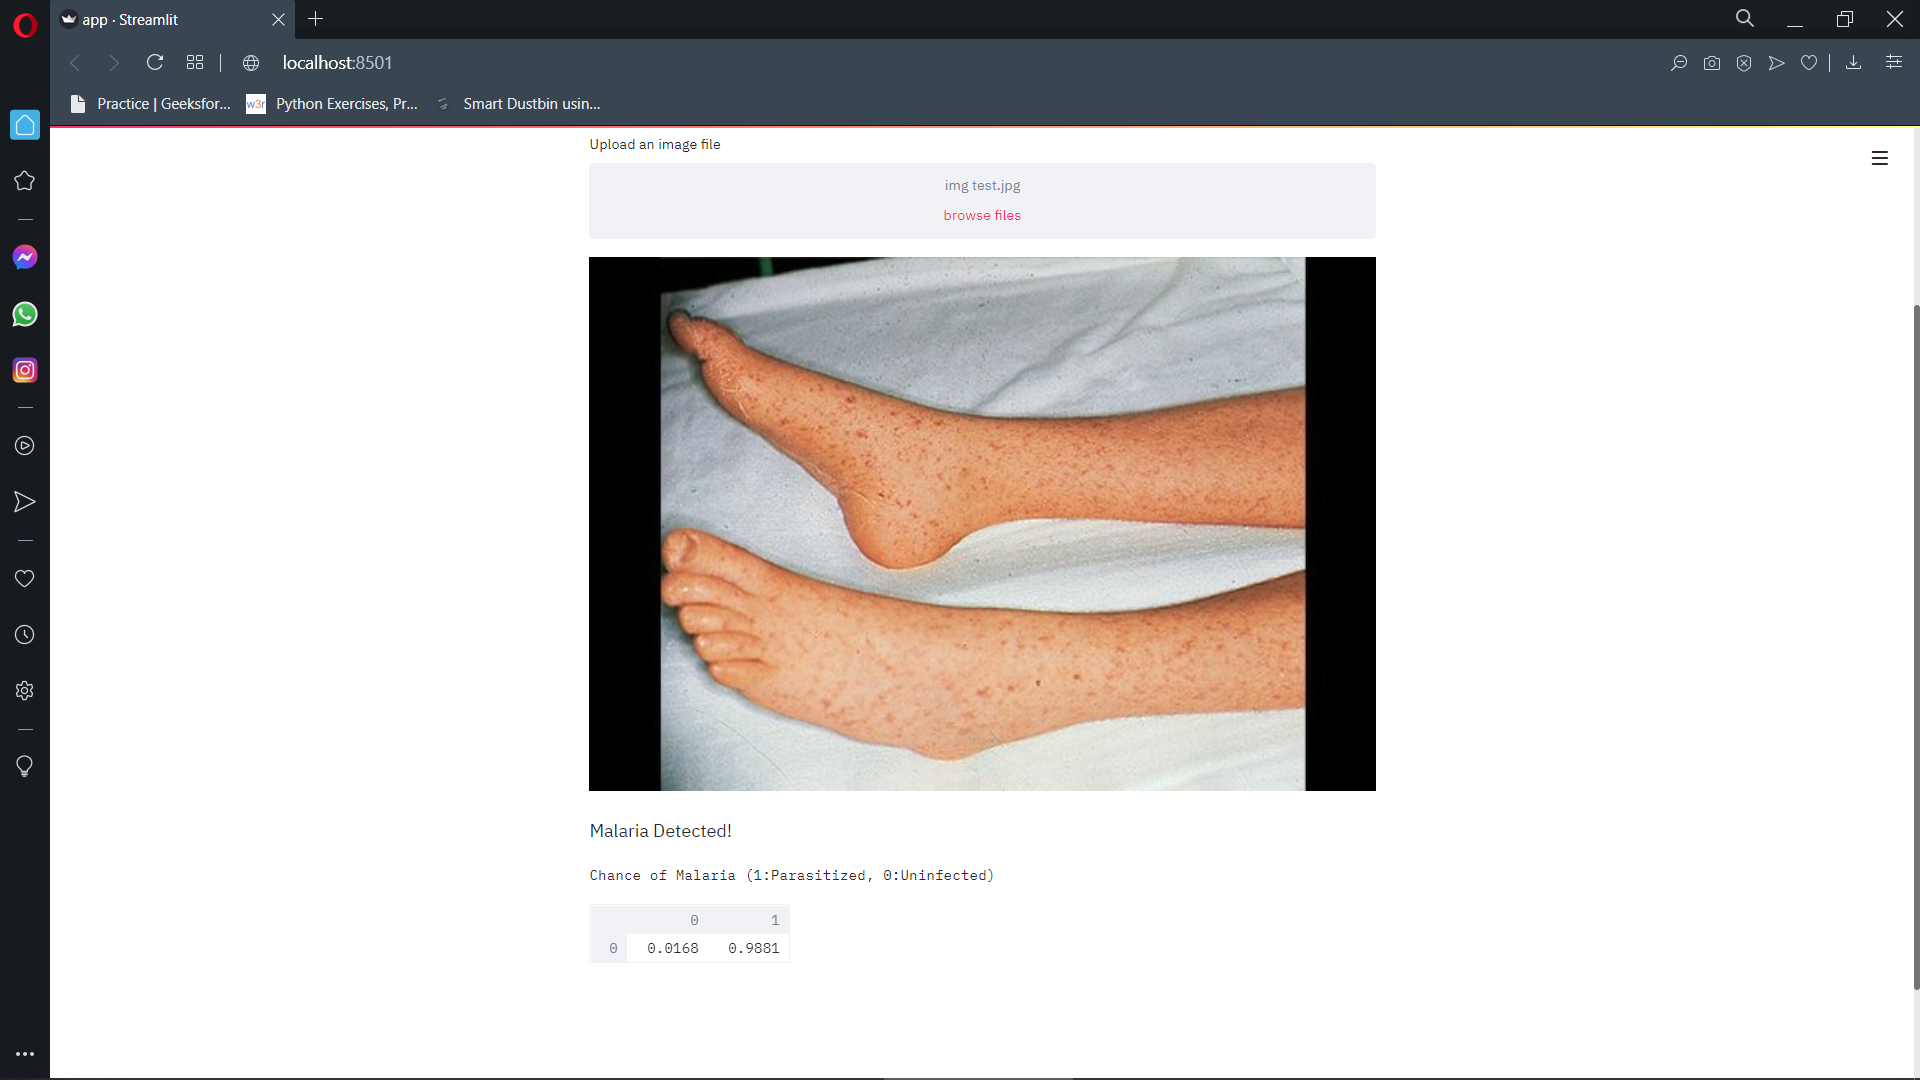 app · Streamlit
localhost:8501
Practice | Geeksfor...
w3r Python Exercises, Pr...
Smart Dustbin usin...
Upload an image file
img test.jpg
browse files
Malaria Detected!
Chance of Malaria (1:Parasitized, 0:Uninfected)
0 1
0 0.0168 0.9881